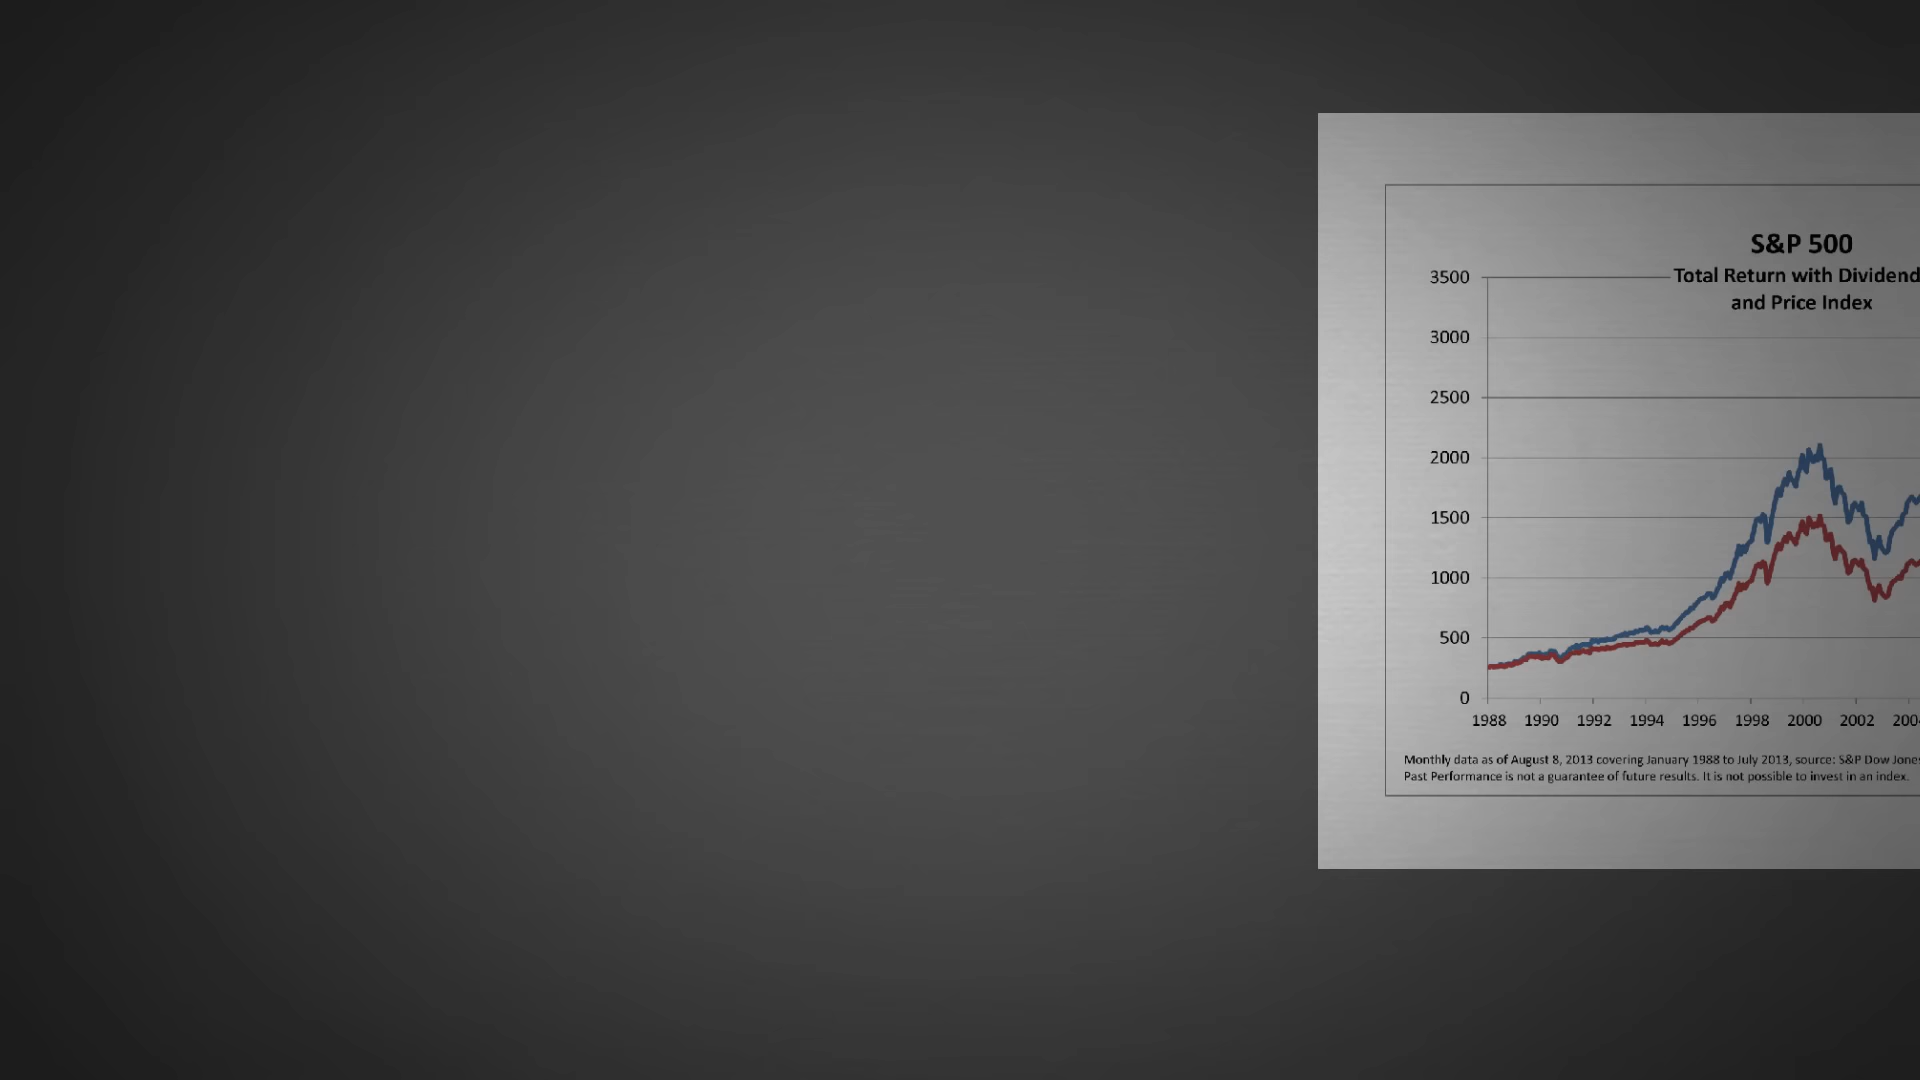 S&P 500
Total Return with Dividend
and Price Index
3500
3000
2500
2000
1500
1000
500
0
1988 1990 1992 1994 1996 1998 2000 2002 200
Monthly data as of August 8, 2013 covering January 1988 to July 2013, source: S&P Dow Jones
Past Performance is not a guarantee of future results. It is not possible to invest in an index.